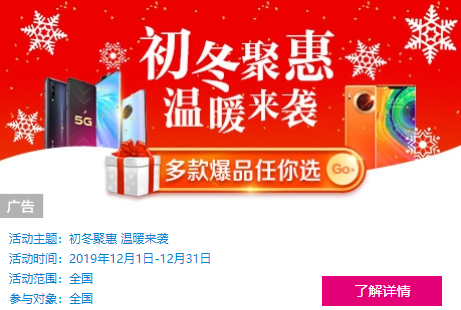 初冬聚惠
温暖来袭
5G
多款爆品任你选 Go
广告
活动主题：初冬聚惠 温暖来袭
活动时间：2019年12月1日-12月31日
活动范围：全国
参与对象：全国
了解详情